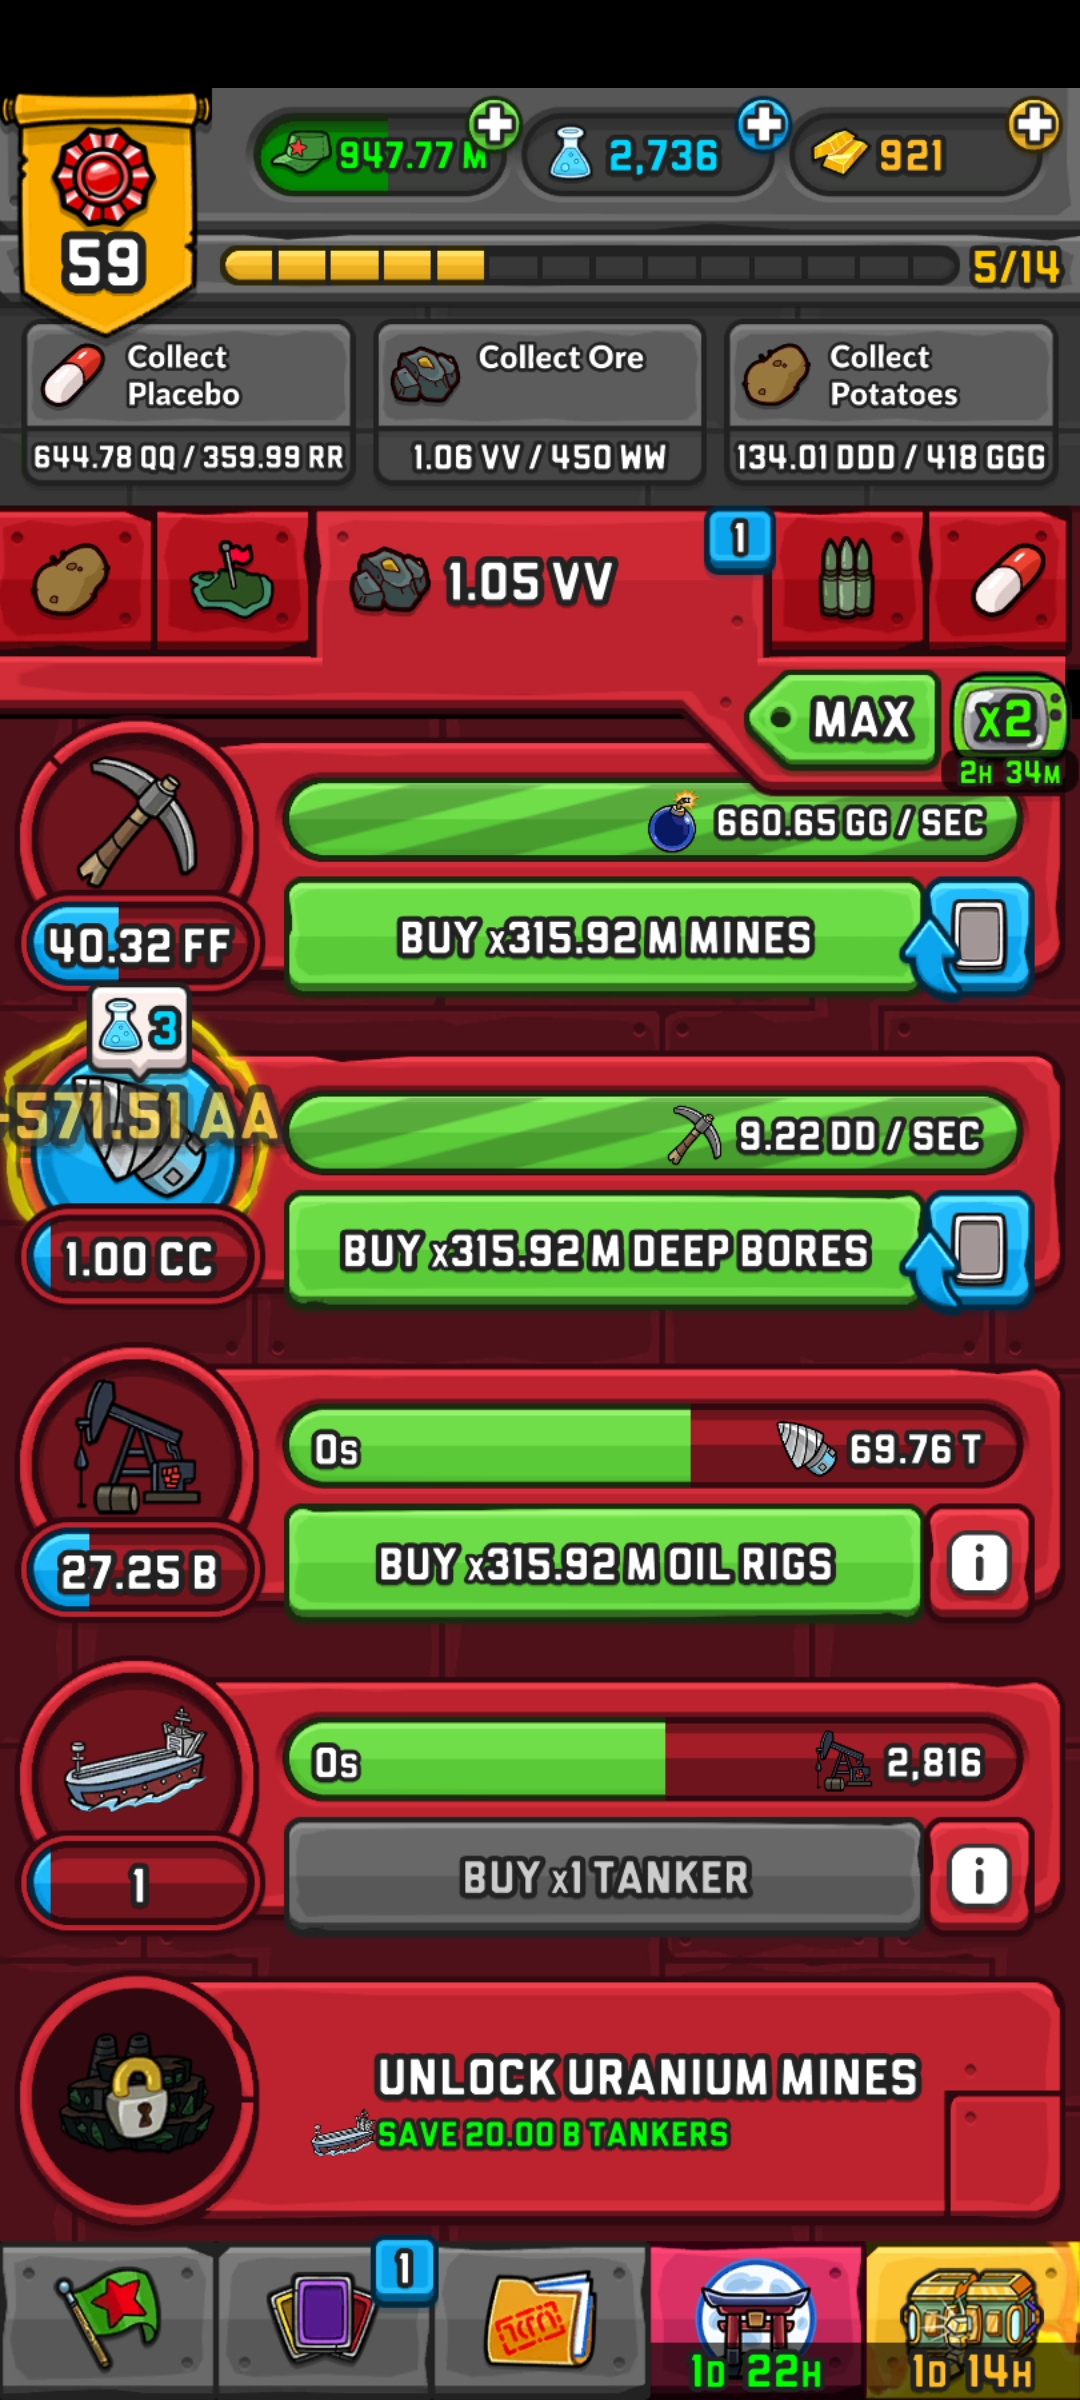 947.77 M
2,736
921
59
5/14
Collect
Placebo
644.78 QQ / 359.99 RR
Collect Ore
1.06 VV / 450 WW
Collect
Potatoes
134.01 DDD / 418 GGG
1.05 VV
1
MAX
x2
2H 34M
660.65 GG / SEC
40.32 FF
BUY x315.92 M MINES
3
-571.51 AA
9.22 DD / SEC
1.00 CC
BUY x315.92 M DEEP BORES
0s
69.76 T
27.25 B
BUY x315.92 M OIL RIGS
i
0s
2,816
1
BUY x1 TANKER
i
UNLOCK URANIUM MINES
SAVE 20.00 B TANKERS
1
1D 22H
1D 14H